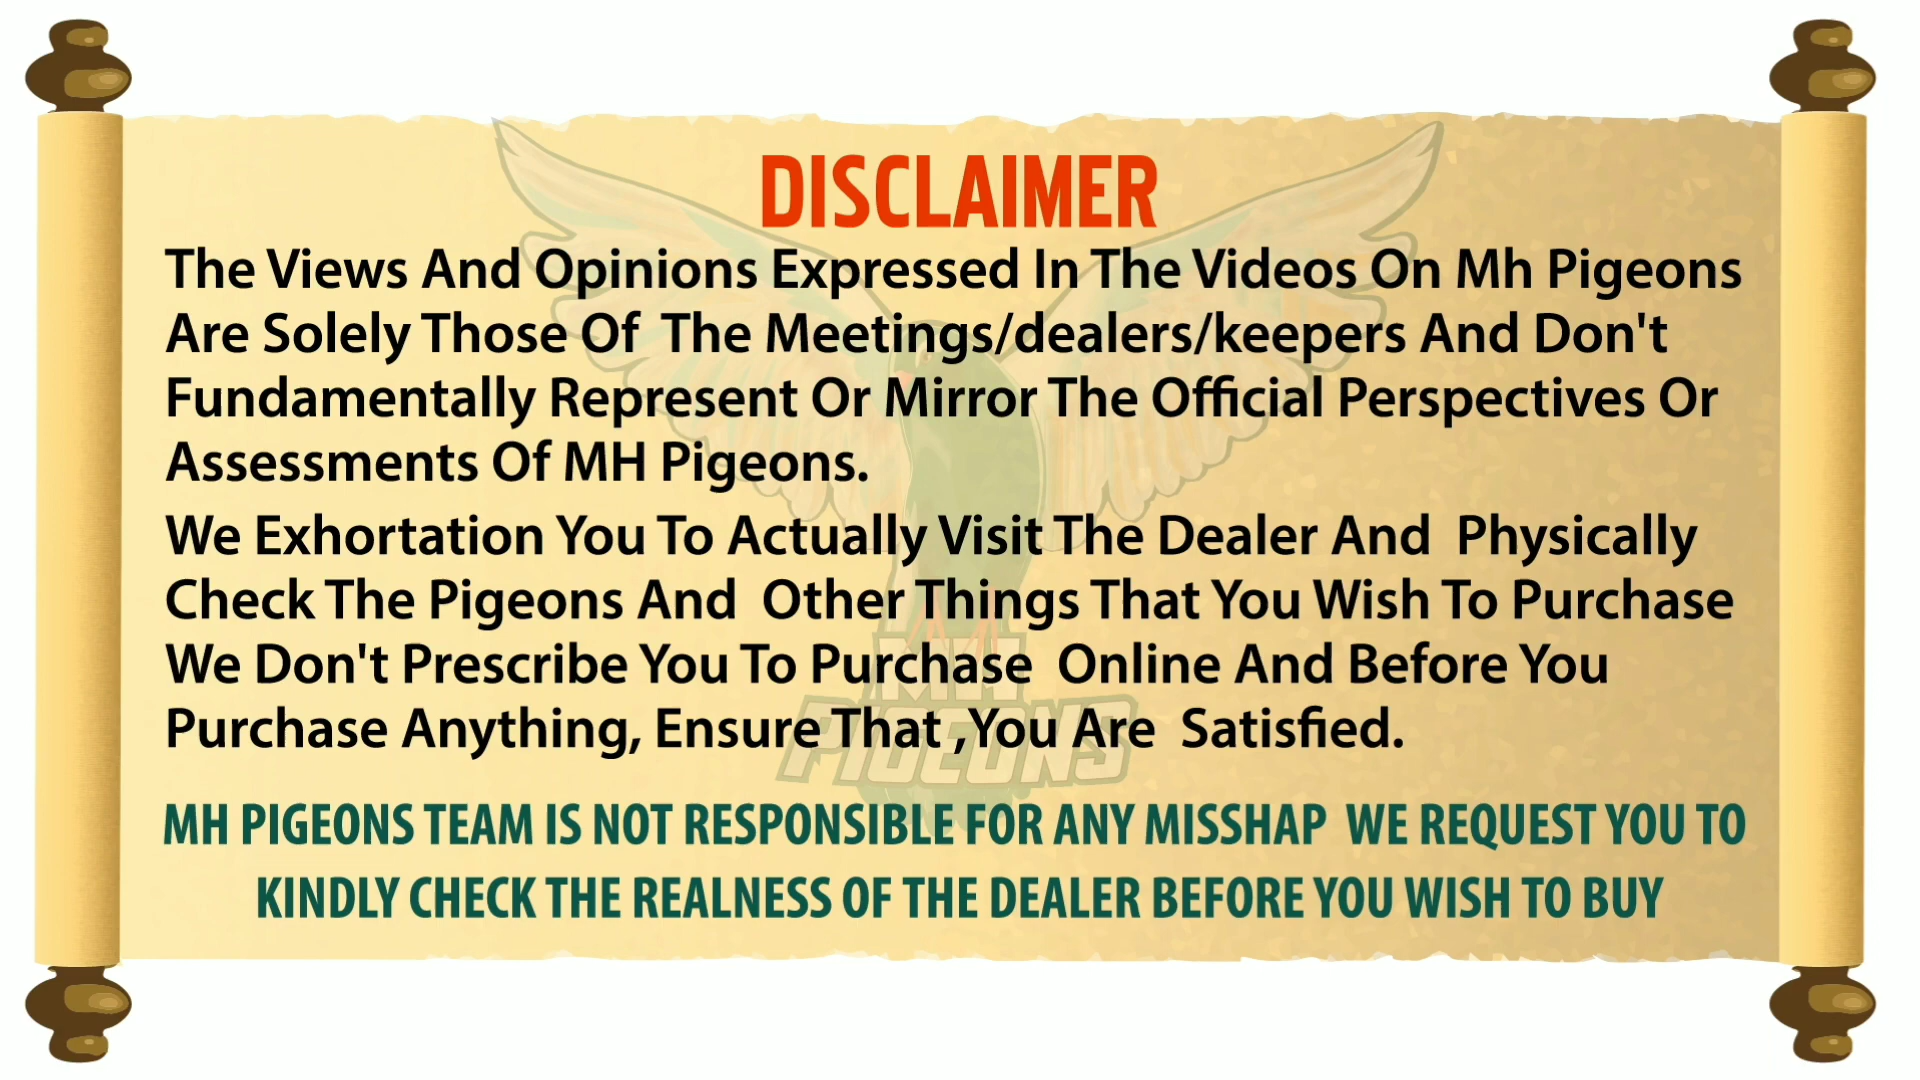 DISCLAIMER
The Views And Opinions Expressed In The Videos On Mh Pigeons
Are Solely Those Of The Meetings/dealers/keepers And Don't
Fundamentally Represent Or Mirror The Official Perspectives Or
Assessments Of MH Pigeons.
We Exhortation You To Actually Visit The Dealer And Physically
Check The Pigeons And Other Things That You Wish To Purchase
We Don't Prescribe You To Purchase Online And Before You
Purchase Anything, Ensure That ,You Are Satisfied.
MH PIGEONS
MH PIGEONS TEAM IS NOT RESPONSIBLE FOR ANY MISSHAP WE REQUEST YOU TO
KINDLY CHECK THE REALNESS OF THE DEALER BEFORE YOU WISH TO BUY